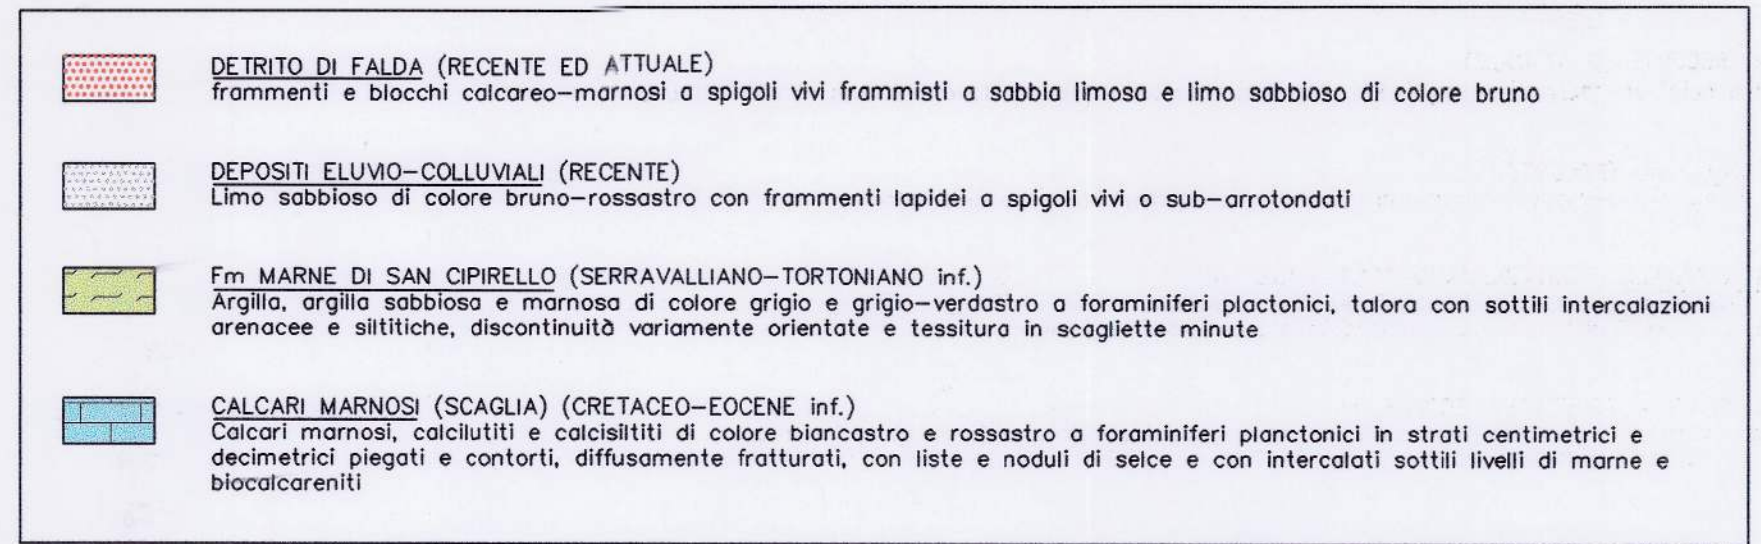 DETRITO DI FALDA (RECENTE ED ATTUALE)
frammenti e blocchi calcareo-marnosi a spigoli vivi frammisti a sabbia limosa e limo sabbioso di colore bruno
DEPOSITI ELUVIO-COLLUVIALI (RECENTE)
Limo sabbioso di colore bruno-rossastro con frammenti lapidei a spigoli vivi o sub-arrotondati
Fm MARNE DI SAN CIPIRELLO (SERRAVALLIANO-TORTONIANO inf.)
Argilla, argilla sabbiosa e marnosa di colore grigio e grigio-verdastro a foraminiferi plactonici, talora con sottili intercalazioni
arenacee e siltitiche, discontinuità variamente orientate e tessitura in scagliette minute
CALCARI MARNOSI (SCAGLIA) (CRETACEO-EOCENE inf.)
Calcari marnosi, calcilutiti e calcisiltiti di colore biancastro e rossastro a foraminiferi planctonici in strati centimetrici e
decimetrici piegati e contorti, diffusamente fratturati, con liste e noduli di selce e con intercalati sottili livelli di marne e
biocalcareniti